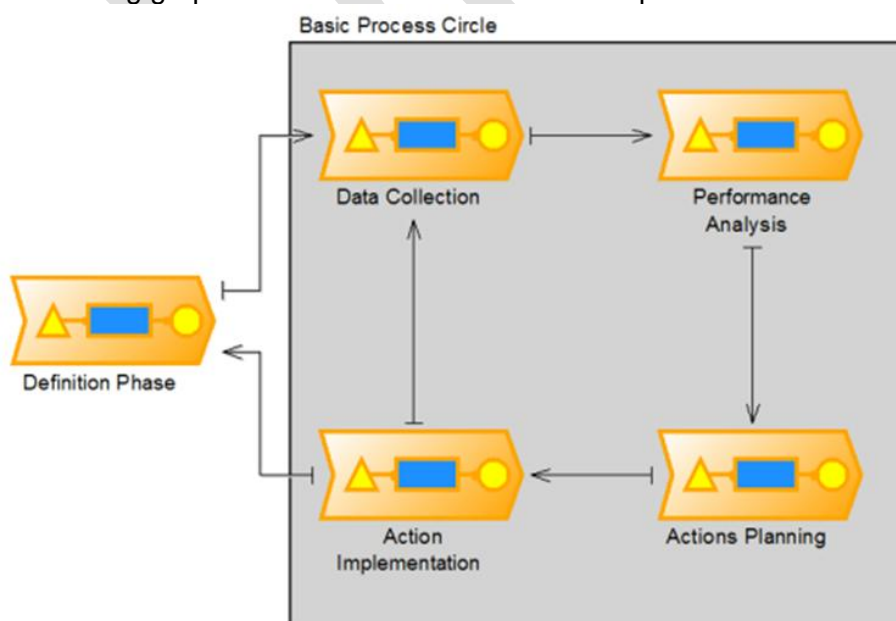 Basic Process Circle
Data Collection
Performance
Analysis
Definition Phase
Action
Implementation
Actions Planning